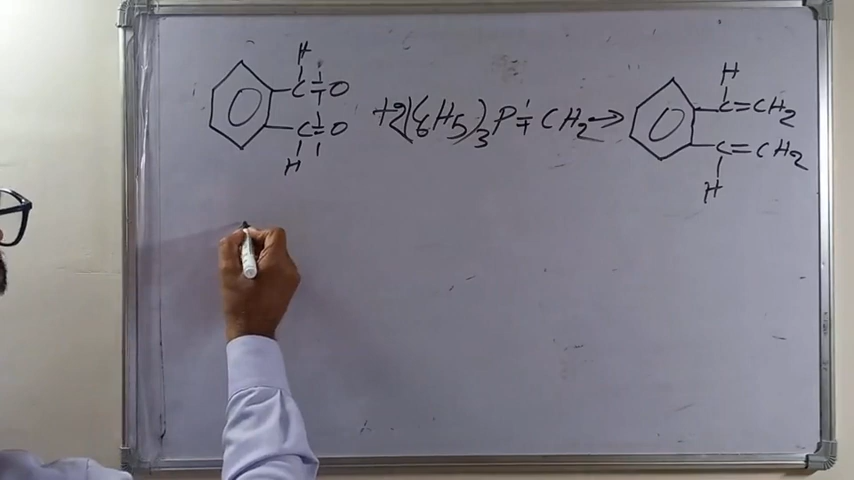 H H
C=O +2(C6H5)3P=CH2→ C=CH2
C=O C=CH2
H H